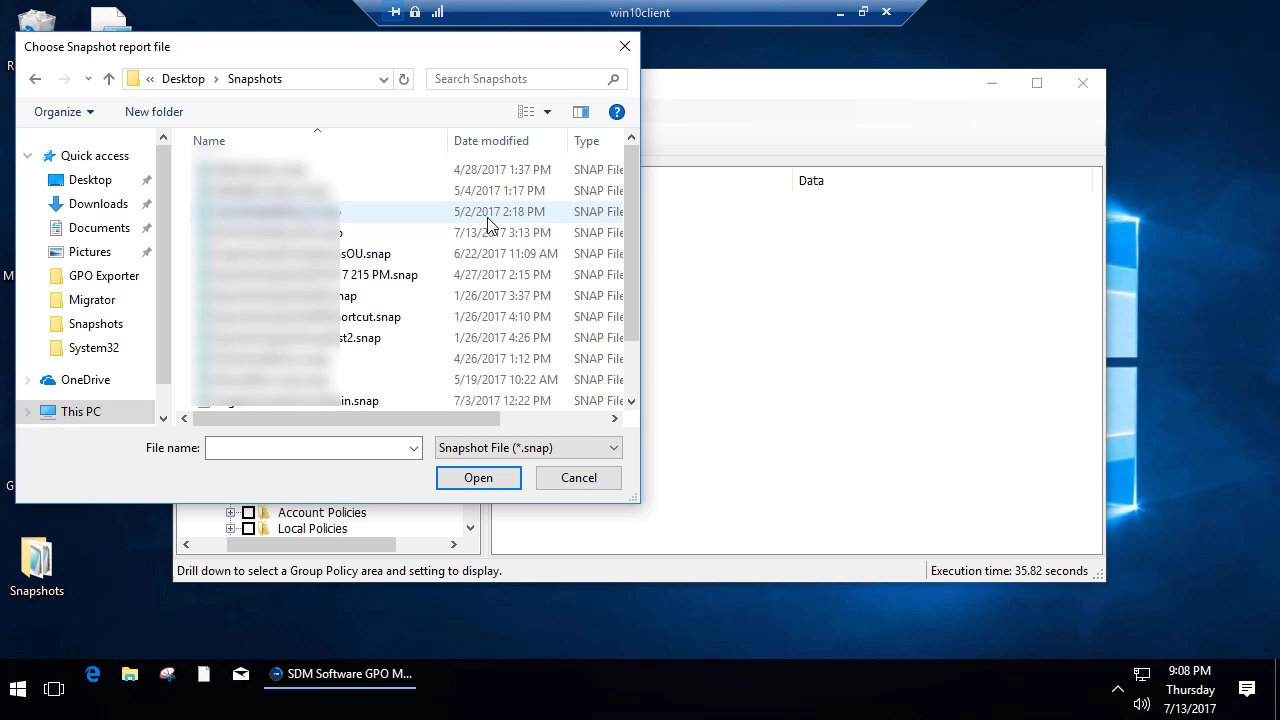 win10client
Choose Snapshot report file
« Desktop › Snapshots
Search Snapshots
Organize
New folder
Name
Date modified
Type
Quick access
Desktop
Downloads
Documents
Pictures
GPO Exporter
Migrator
Snapshots
System32
OneDrive
This PC
4/28/2017 1:37 PM SNAP File
5/4/2017 1:17 PM SNAP File
5/2/2017 2:18 PM SNAP File
7/13/2017 3:13 PM SNAP File
sOU.snap 6/22/2017 11:09 AM SNAP File
7 215 PM.snap 4/27/2017 2:15 PM SNAP File
1/26/2017 3:37 PM SNAP File
ortcut.snap 1/26/2017 4:10 PM SNAP File
st2.snap 1/26/2017 4:26 PM SNAP File
4/26/2017 1:12 PM SNAP File
5/19/2017 10:22 AM SNAP File
in.snap 7/3/2017 12:22 PM SNAP File
File name:
Snapshot File (*.snap)
Open
Cancel
Data
Account Policies
Local Policies
Drill down to select a Group Policy area and setting to display.
Execution time: 35.82 seconds
Snapshots
SDM Software GPO M...
9:08 PM
Thursday
7/13/2017